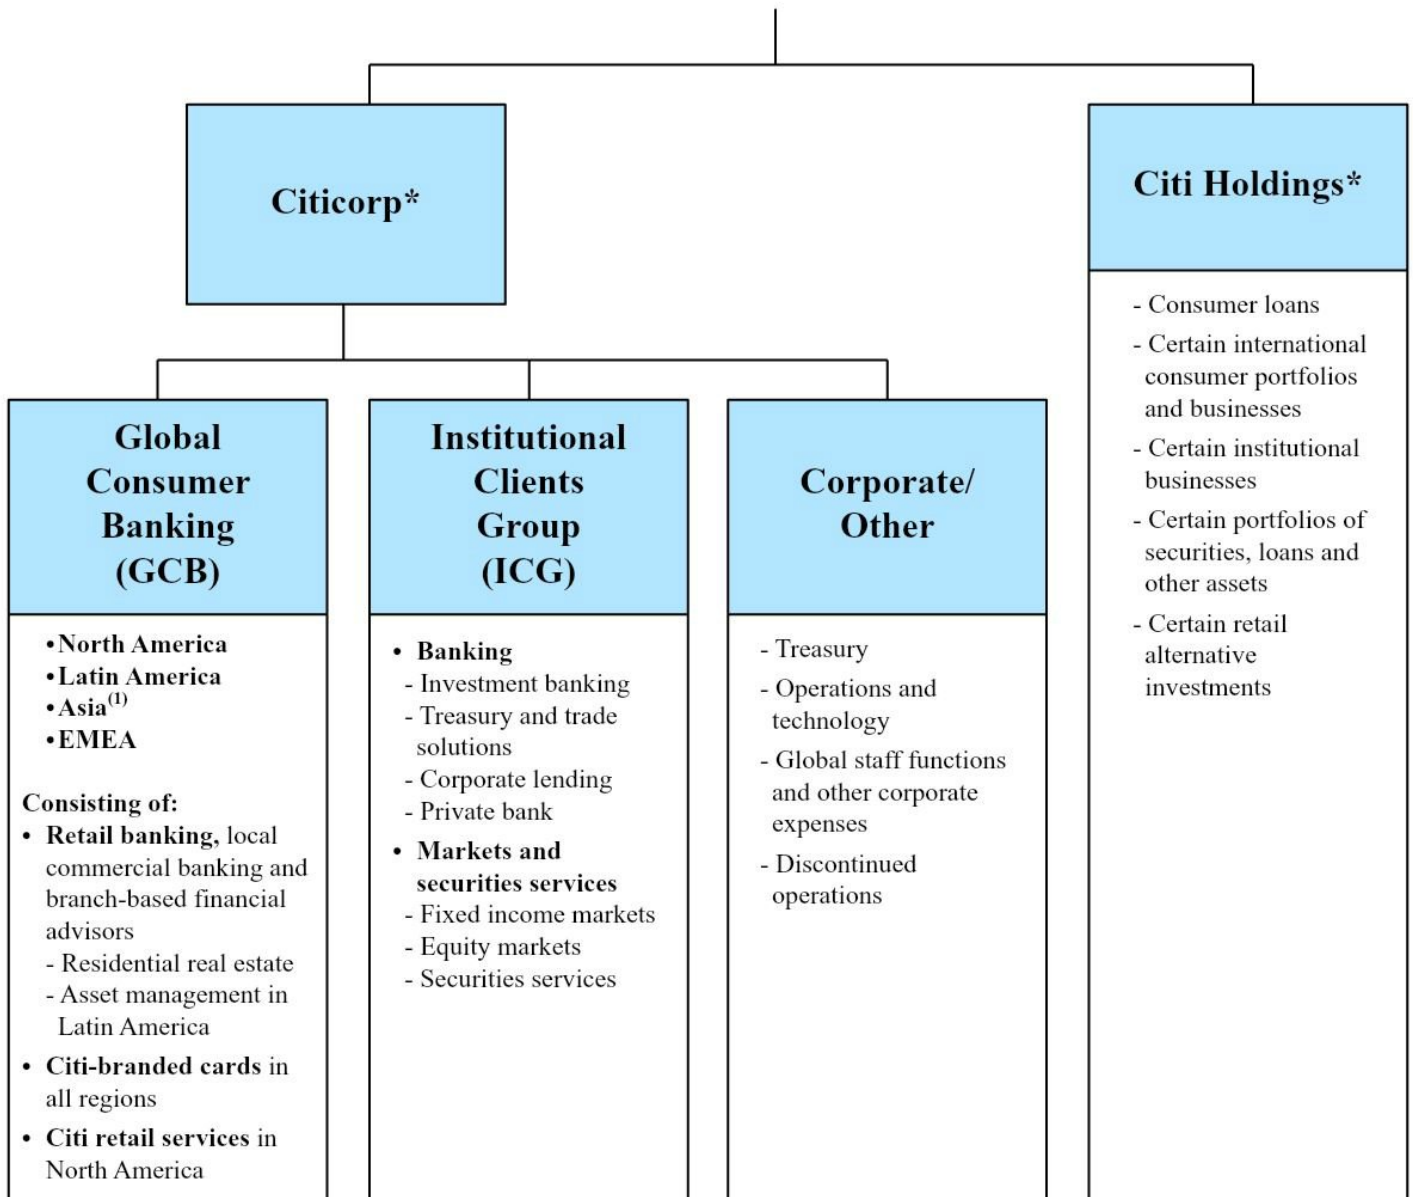 Citicorp*
Citi Holdings*
- Consumer loans
- Certain international
consumer portfolios
and businesses
- Certain institutional
businesses
- Certain portfolios of
securities, loans and
other assets
- Certain retail
alternative
investments
Global
Consumer
Banking
(GCB)
•North America
•Latin America
•Asia(1)
•EMEA
Consisting of:
• Retail banking, local
commercial banking and
branch-based financial
advisors
- Residential real estate
- Asset management in
Latin America
• Citi-branded cards in
all regions
• Citi retail services in
North America
Institutional
Clients
Group
(ICG)
• Banking
- Investment banking
- Treasury and trade
solutions
- Corporate lending
- Private bank
• Markets and
securities services
- Fixed income markets
- Equity markets
- Securities services
Corporate/
Other
- Treasury
- Operations and
technology
- Global staff functions
and other corporate
expenses
- Discontinued
operations